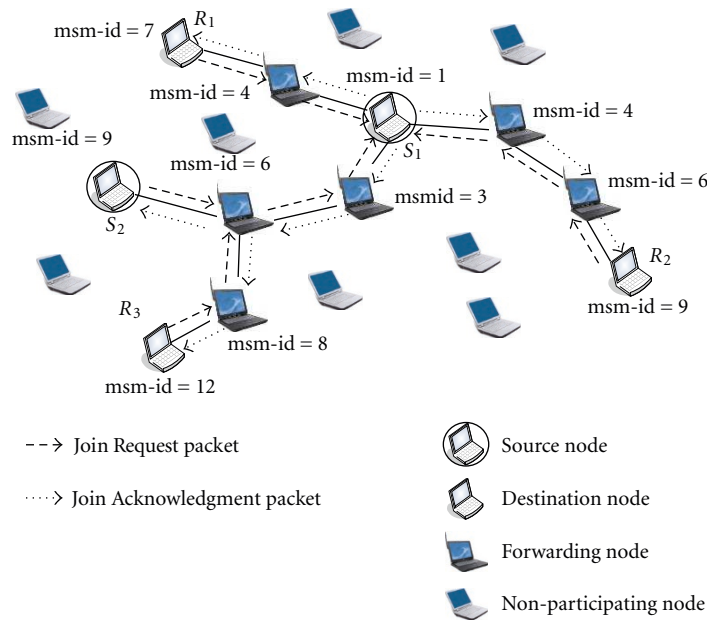 R1
msm-id = 7
msm-id = 1
msm-id = 4
msm-id = 4
msm-id = 9
msm-id = 6
S1
msm-id = 6
msmid = 3
S2
R2
msm-id = 9
R3
msm-id = 8
msm-id = 12
Join Request packet
Source node
Join Acknowledgment packet
Destination node
Forwarding node
Non-participating node